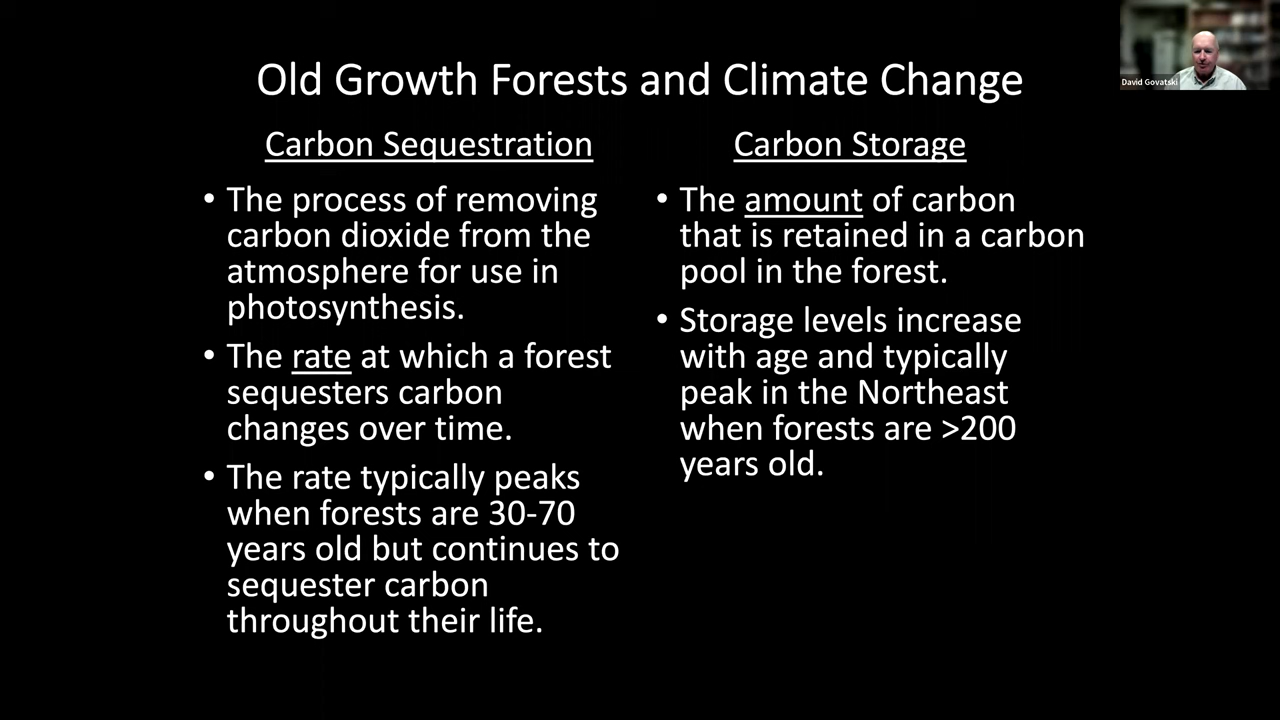 Old Growth Forests and Climate Change
David Govatski
Carbon Sequestration
• The process of removing
carbon dioxide from the
atmosphere for use in
photosynthesis.
• The rate at which a forest
sequesters carbon
changes over time.
• The rate typically peaks
when forests are 30-70
years old but continues to
sequester carbon
throughout their life.
Carbon Storage
• The amount of carbon
that is retained in a carbon
pool in the forest.
• Storage levels increase
with age and typically
peak in the Northeast
when forests are >200
years old.